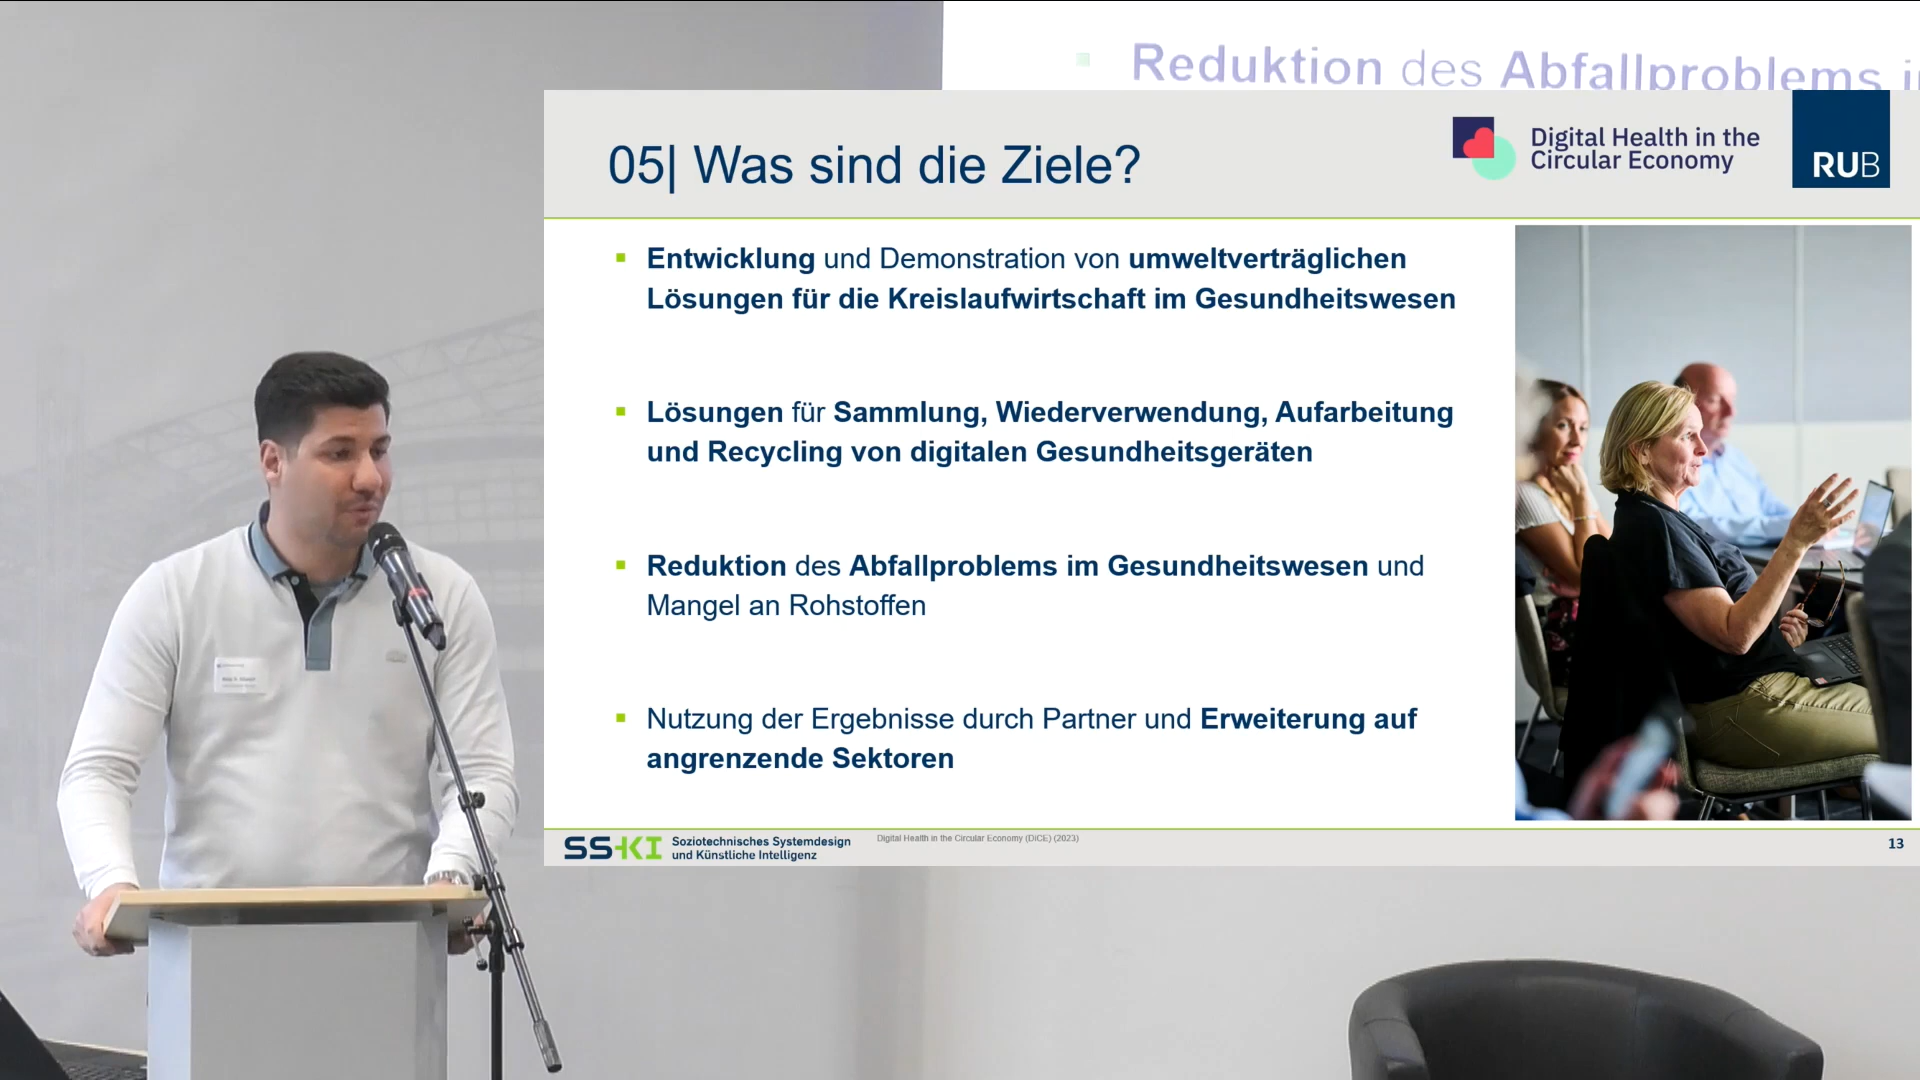 Reduktion des Abfallproblems
05| Was sind die Ziele?
Digital Health in the
Circular Economy
RUB
Entwicklung und Demonstration von umweltverträglichen
Lösungen für die Kreislaufwirtschaft im Gesundheitswesen
Lösungen für Sammlung, Wiederverwendung, Aufarbeitung
und Recycling von digitalen Gesundheitsgeräten
Reduktion des Abfallproblems im Gesundheitswesen und
Mangel an Rohstoffen
Nutzung der Ergebnisse durch Partner und Erweiterung auf
angrenzende Sektoren
SSKI
Soziotechnisches Systemdesign
und Künstliche Intelligenz
Digital Health in the Circular Economy (DiCE) (2023)
13